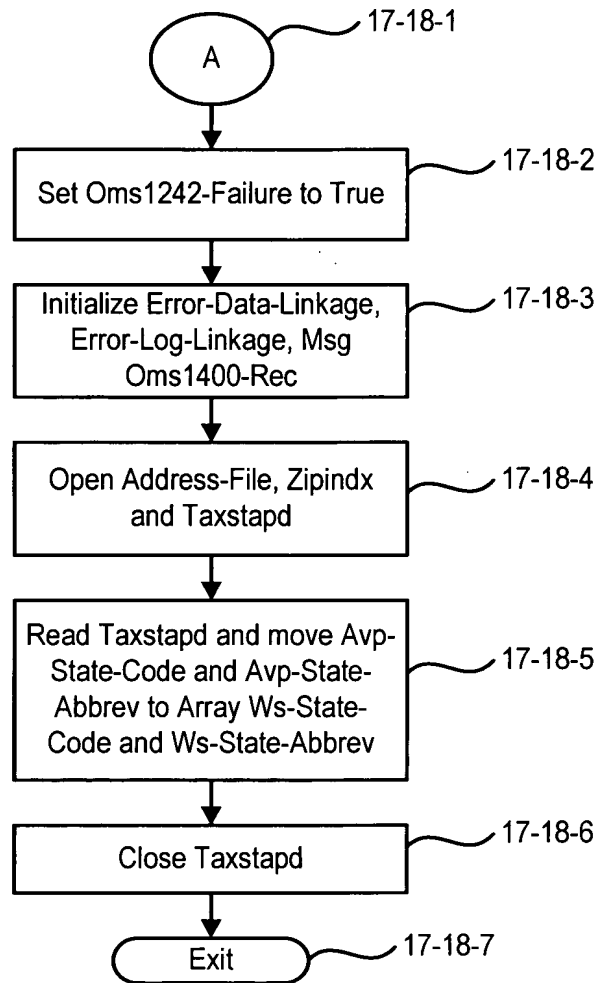 17-18-1
A
17-18-2
Set Oms1242-Failure to True
17-18-3
Initialize Error-Data-Linkage,
Error-Log-Linkage, Msg
Oms1400-Rec
17-18-4
Open Address-File, Zipindx
and Taxstapd
Read Taxstapd and move Avp-
State-Code and Avp-State-
17-18-5
Abbrev to Array Ws-State-
Code and Ws-State-Abbrev
17-18-6
Close Taxstapd
17-18-7
Exit